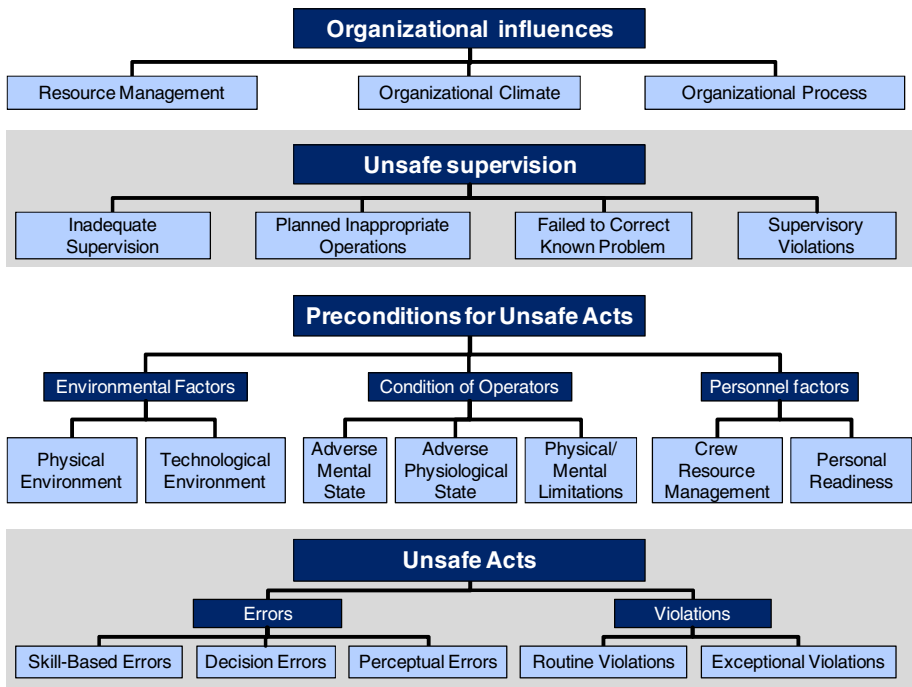 Organizational influences
Resource Management
Organizational Climate
Organizational Process
Unsafe supervision
Inadequate
Supervision
Planned Inappropriate
Operations
Failed to Correct
Known Problem
Supervisory
Violations
Preconditions for Unsafe Acts
Environmental Factors
Condition of Operators
Personnel factors
Physical
Environment
Technological
Environment
Adverse
Mental
State
Adverse
Physiological
State
Physical/
Mental
Limitations
Crew
Resource
Management
Personal
Readiness
Unsafe Acts
Errors
Violations
Skill-Based Errors
Decision Errors
Perceptual Errors
Routine Violations
Exceptional Violations